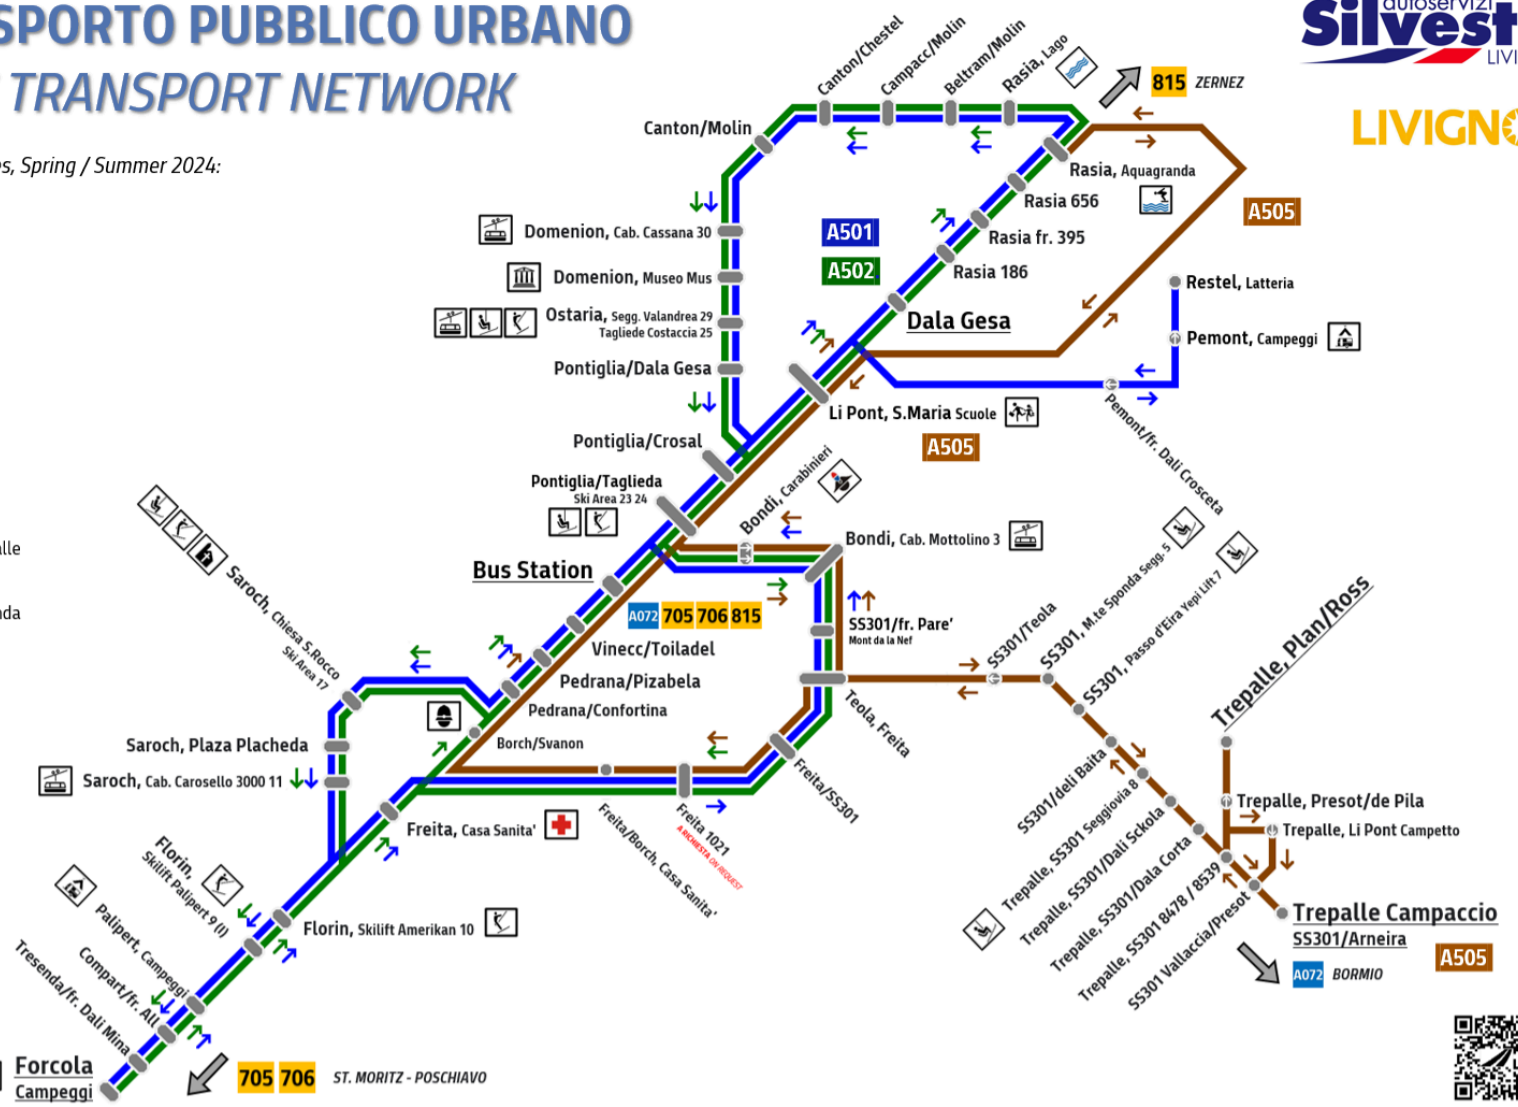 SPORTO PUBBLICO URBANO
TRANSPORT NETWORK
s, Spring / Summer 2024:
autoservizi
Silvest
LIVI
LIVIGN
815 ZERNEZ
Canton/Chestel
Campacc/Molin
Beltram/Molin
Rasia, Lago
Canton/Molin
Rasia, Aquagranda
Rasia 656
Rasia fr. 395
Rasia 186
A501
A502
A505
Domenion, Cab. Cassana 30
Domenion, Museo Mus
Ostaria, Segg. Valandrea 29
Tagliede Costaccia 25
Pontiglia/Dala Gesa
Dala Gesa
Restel, Latteria
Pemont, Campeggi
Pemont/fr. Dali Crosceta
Li Pont, S.Maria Scuole
A505
Pontiglia/Crosal
Pontiglia/Taglieda
Ski Area 23 24
Bondi, Carabinieri
Bondi, Cab. Mottolino 3
Bus Station
A072 705 706 815
alle
nda
Saroch, Chiesa S.Rocco
Ski Area 17
Vinecc/Toiladel
Pedrana/Pizabela
Pedrana/Confortina
Borch/Svanon
SS301/fr. Pare'
Mont da la Nef
Teola, Freita
SS301/Teola
SS301, M.te Sponda Segg. 5
SS301, Passo d'Eira Yepi Lift 7
Trepalle, Plan/Ross
Saroch, Plaza Placheda
Saroch, Cab. Carosello 3000 11
Freita, Casa Sanita'
Freita/Borch, Casa Sanita'
Freita 1021
A RICHIESTA ON REQUEST
Freita/SS301
SS301/deli Baita
Trepalle, SS301 Seggiovia 8
Trepalle, SS301/Dali Sckola
Trepalle, SS301/Dala Corta
Trepalle, SS301 8478 / 8539
SS301 Vallaccia/Presot
Trepalle, Presot/de Pila
Trepalle, Li Pont Campetto
Trepalle Campaccio
SS301/Arneira
A505
A072 BORMIO
Florin,
Skilift Palipert 9 (I)
Florin, Skilift Amerikan 10
Palipert, Campeggi
Compart/fr. All
Tresenda/fr. Dali Mina
Forcola
Campeggi
705 706 ST. MORITZ - POSCHIAVO